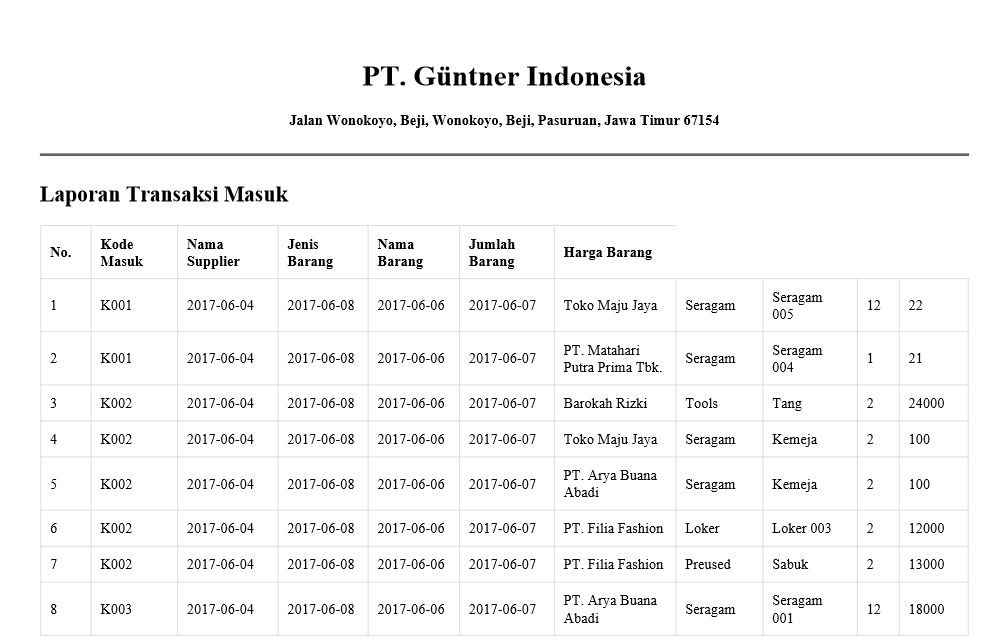 PT. Güntner Indonesia
Jalan Wonokoyo, Beji, Wonokoyo, Beji, Pasuruan, Jawa Timur 67154
Laporan Transaksi Masuk
No. Kode Masuk Nama Supplier Jenis Barang Nama Barang Jumlah Barang Harga Barang
1 K001 2017-06-04 2017-06-08 2017-06-06 2017-06-07 Toko Maju Jaya Seragam Seragam 005 12 22
2 K001 2017-06-04 2017-06-08 2017-06-06 2017-06-07 PT. Matahari Putra Prima Tbk. Seragam Seragam 004 1 21
3 K002 2017-06-04 2017-06-08 2017-06-06 2017-06-07 Barokah Rizki Tools Tang 2 24000
4 K002 2017-06-04 2017-06-08 2017-06-06 2017-06-07 Toko Maju Jaya Seragam Kemeja 2 100
5 K002 2017-06-04 2017-06-08 2017-06-06 2017-06-07 PT. Arya Buana Abadi Seragam Kemeja 2 100
6 K002 2017-06-04 2017-06-08 2017-06-06 2017-06-07 PT. Filia Fashion Loker Loker 003 2 12000
7 K002 2017-06-04 2017-06-08 2017-06-06 2017-06-07 PT. Filia Fashion Preused Sabuk 2 13000
8 K003 2017-06-04 2017-06-08 2017-06-06 2017-06-07 PT. Arya Buana Abadi Seragam Seragam 001 12 18000